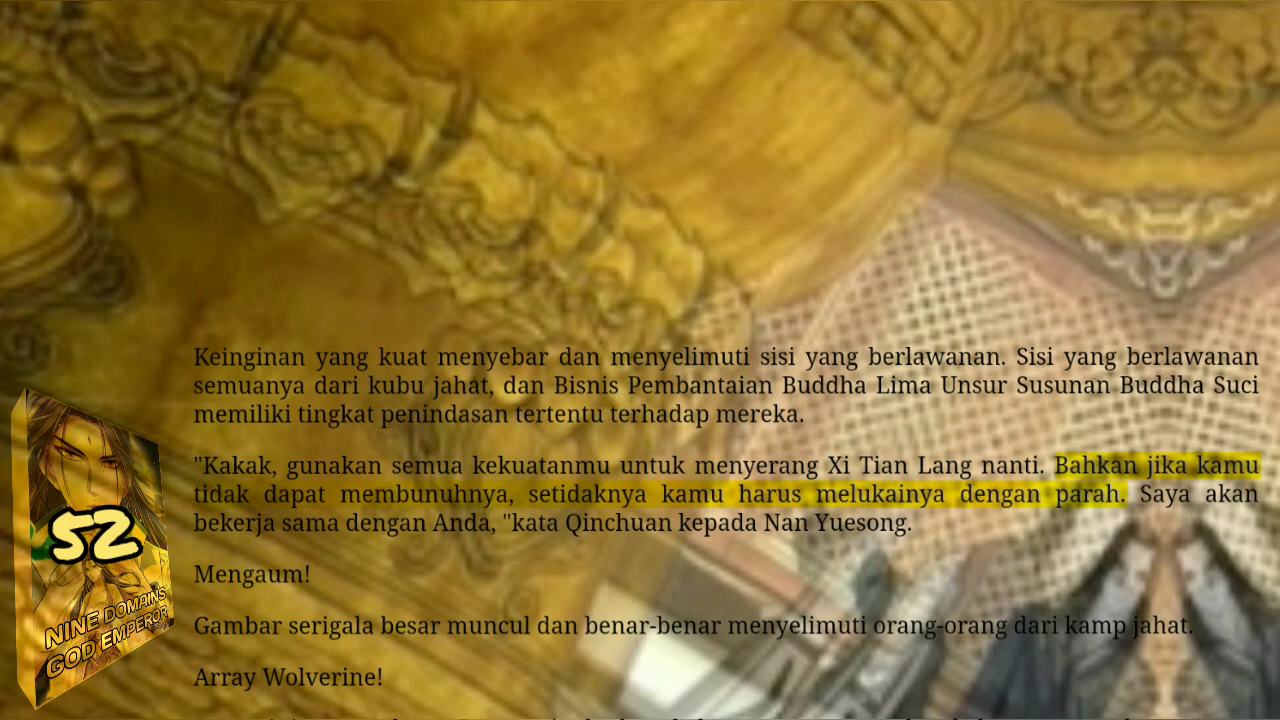 Keinginan yang kuat menyebar dan menyelimuti sisi yang berlawanan. Sisi yang berlawanan
semuanya dari kubu jahat, dan Bisnis Pembantaian Buddha Lima Unsur Susunan Buddha Suci
memiliki tingkat penindasan tertentu terhadap mereka.
"Kakak, gunakan semua kekuatanmu untuk menyerang Xi Tian Lang nanti. Bahkan jika kamu
tidak dapat membunuhnya, setidaknya kamu harus melukainya dengan parah. Saya akan
bekerja sama dengan Anda, "kata Qinchuan kepada Nan Yuesong.
Mengaum!
Gambar serigala besar muncul dan benar-benar menyelimuti orang-orang dari kamp jahat.
Array Wolverine!
52
NINE DOMAINS
GOD EMPEROR